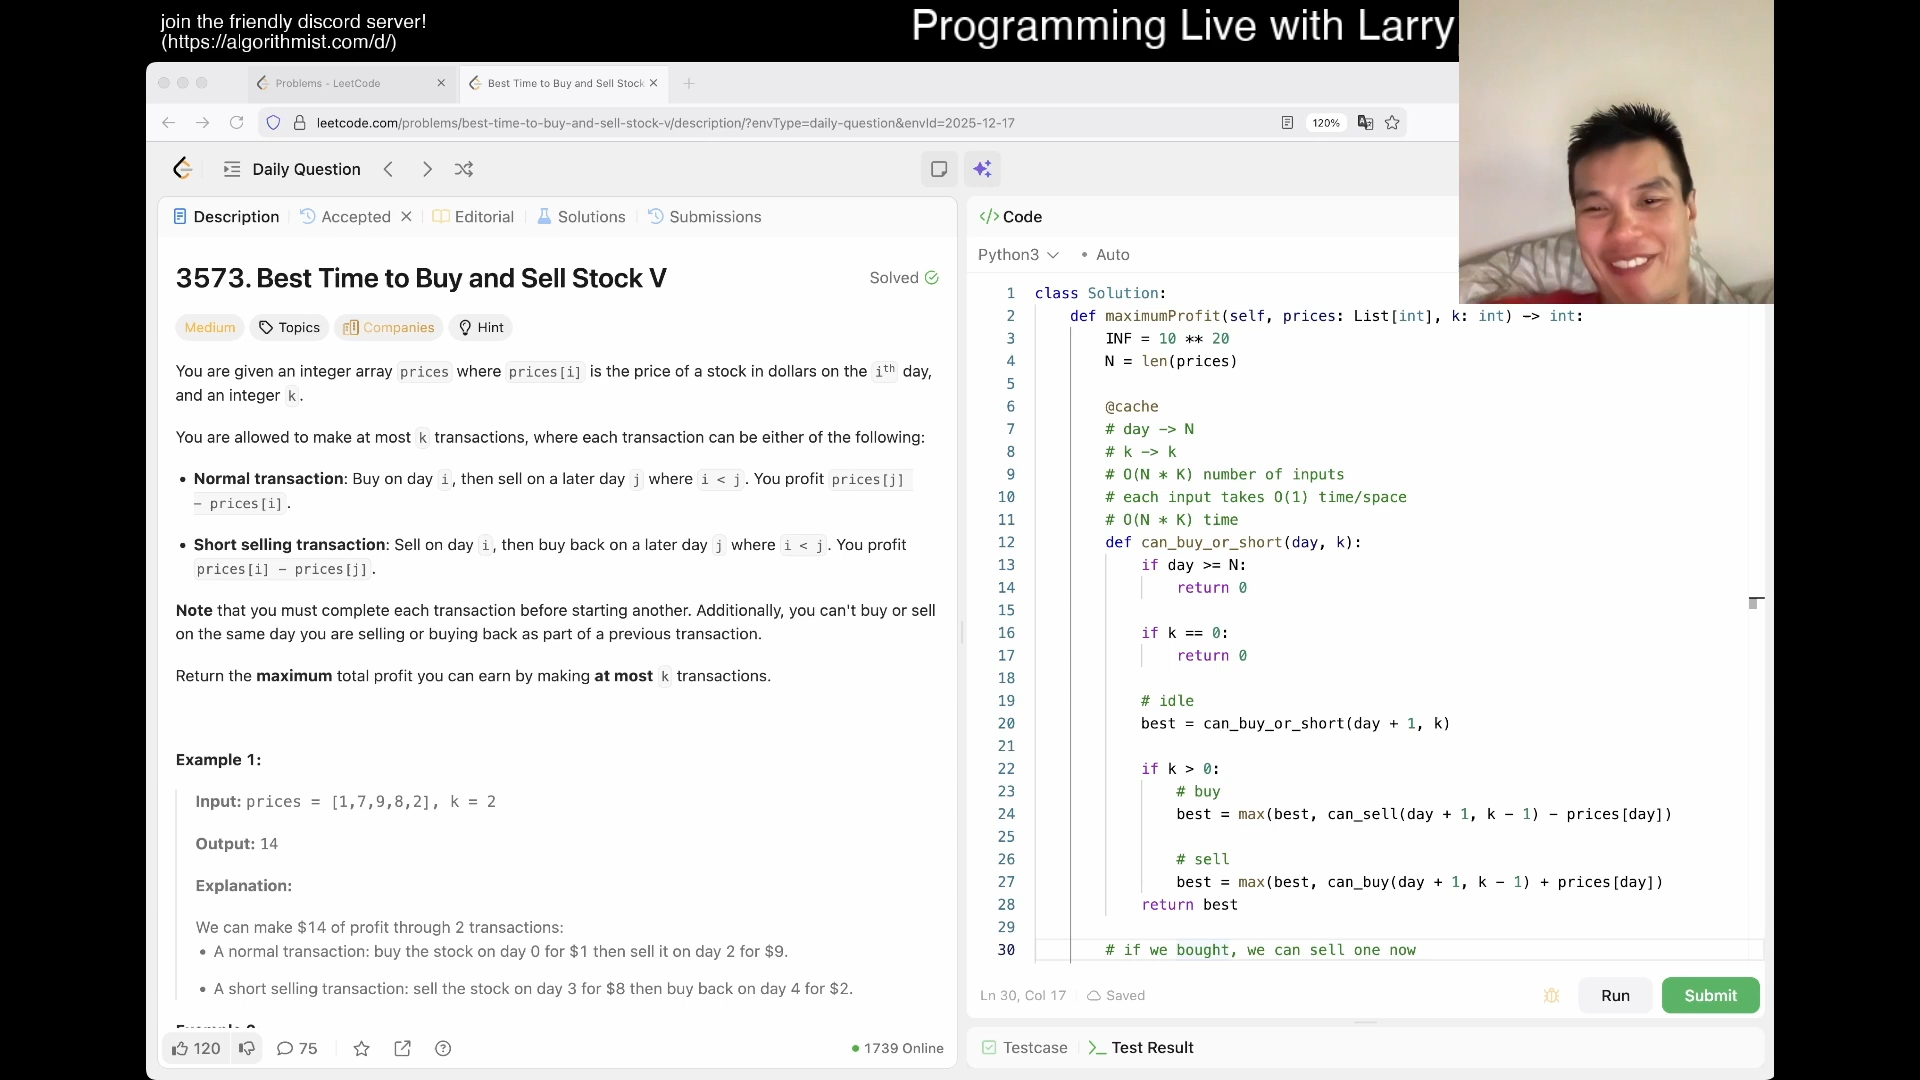 join the friendly discord server!
(https://algorithmist.com/d/)
Programming Live with Larry
Problems - LeetCode
Best Time to Buy and Sell Stock
leetcode.com/problems/best-time-to-buy-and-sell-stock-v/description/?envType=daily-question&envId=2025-12-17
120%
Daily Question
Description
Accepted
Editorial
Solutions
Submissions
3573. Best Time to Buy and Sell Stock V
Solved
Medium
Topics
Companies
Hint
You are given an integer array prices where prices[i] is the price of a stock in dollars on the ith day,
and an integer k.
You are allowed to make at most k transactions, where each transaction can be either of the following:
• Normal transaction: Buy on day i, then sell on a later day j where i < j. You profit prices[j]
- prices[i].
• Short selling transaction: Sell on day i, then buy back on a later day j where i < j. You profit
prices[i] - prices[j].
Note that you must complete each transaction before starting another. Additionally, you can't buy or sell
on the same day you are selling or buying back as part of a previous transaction.
Return the maximum total profit you can earn by making at most k transactions.
Example 1:
Input: prices = [1,7,9,8,2], k = 2
Output: 14
Explanation:
We can make $14 of profit through 2 transactions:
• A normal transaction: buy the stock on day 0 for $1 then sell it on day 2 for $9.
• A short selling transaction: sell the stock on day 3 for $8 then buy back on day 4 for $2.
120
75
1739 Online
</> Code
Python3
• Auto
1 class Solution:
2 def maximumProfit(self, prices: List[int], k: int) -> int:
3 INF = 10 ** 20
4 N = len(prices)
5
6 @cache
7 # day -> N
8 # k -> k
9 # O(N * K) number of inputs
10 # each input takes O(1) time/space
11 # O(N * K) time
12 def can_buy_or_short(day, k):
13 if day >= N:
14 return 0
15
16 if k == 0:
17 return 0
18
19 # idle
20 best = can_buy_or_short(day + 1, k)
21
22 if k > 0:
23 # buy
24 best = max(best, can_sell(day + 1, k - 1) - prices[day])
25
26 # sell
27 best = max(best, can_buy(day + 1, k - 1) + prices[day])
28 return best
29
30 # if we bought, we can sell one now
Ln 30, Col 17
Saved
Run
Submit
Testcase
Test Result